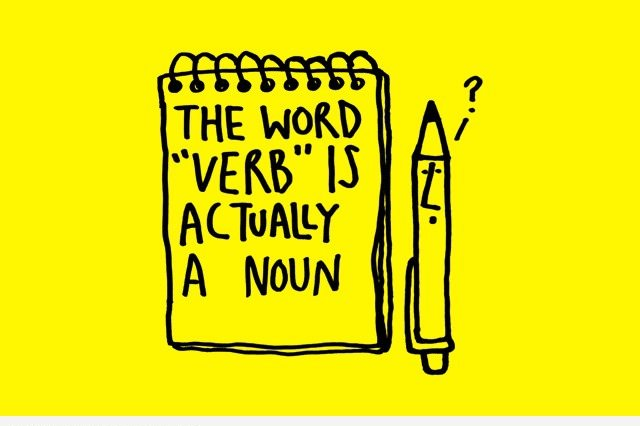 ?
THE WORD
"VERB" IS
ACTUALLY
A NOUN